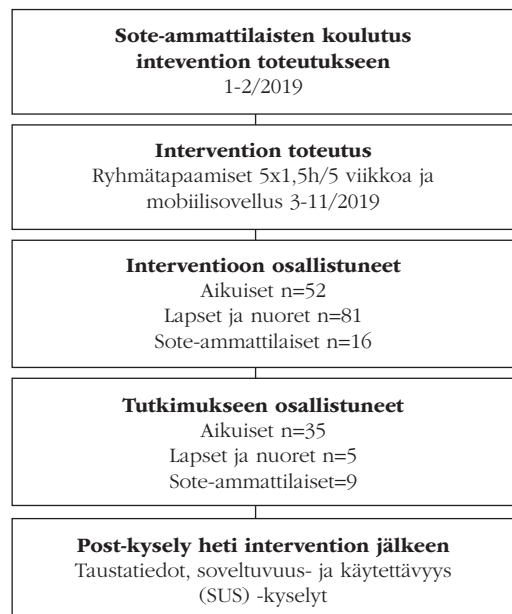 Sote-ammattilaisten koulutus
intevention toteutukseen
1-2/2019
Intervention toteutus
Ryhmätapaamiset 5x1,5h/5 viikkoa ja
mobiilisovellus 3-11/2019
Interventioon osallistuneet
Aikuiset n=52
Lapset ja nuoret n=81
Sote-ammattilaiset n=16
Tutkimukseen osallistuneet
Aikuiset n=35
Lapset ja nuoret n=5
Sote-ammattilaiset=9
Post-kysely heti intervention jälkeen
Taustatiedot, soveltuvuus- ja käytettävyys
(SUS) -kyselyt